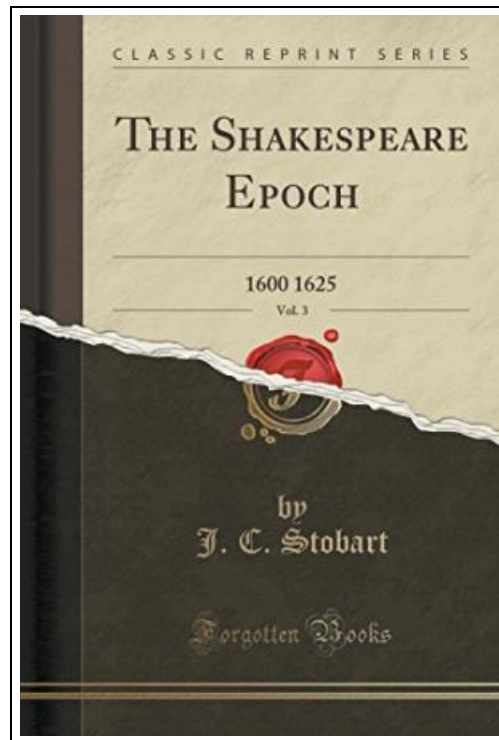 CLASSIC REPRINT SERIES
THE SHAKESPEARE
EPOCH
1600 1625
Vol. 3
by
J. C. Stobart
Forgotten Books